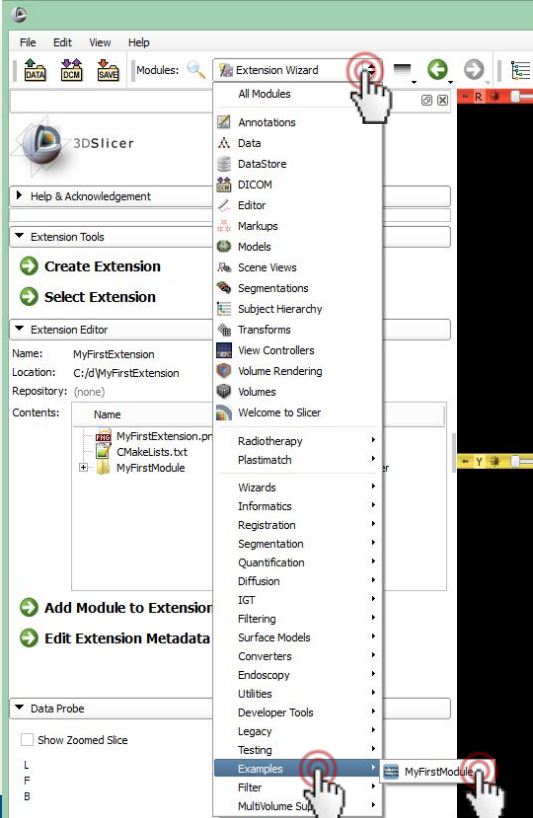 File Edit View Help
DATA DCM SAVE Modules: Extension Wizard
All Modules
R
3DSlicer
Annotations
Data
DataStore
DICOM
Editor
Markups
Models
Scene Views
Segmentations
Subject Hierarchy
Transforms
View Controllers
Volume Rendering
Volumes
Welcome to Slicer
Radiotherapy
Plastimatch
Wizards
Informatics
Registration
Segmentation
Quantification
Diffusion
IGT
Filtering
Surface Models
Converters
Endoscopy
Utilities
Developer Tools
Legacy
Testing
Examples
MyFirstModule
Filter
MultiVolume
Help & Acknowledgement
Extension Tools
Create Extension
Select Extension
Extension Editor
Name: MyFirstExtension
Location: C:/d\MyFirstExtension
Repository: (none)
Contents: Name
MyFirstExtension.pn
CMakeLists.txt
MyFirstModule
Y
Add Module to Extension
Edit Extension Metadata
Data Probe
Show Zoomed Slice
L
F
B